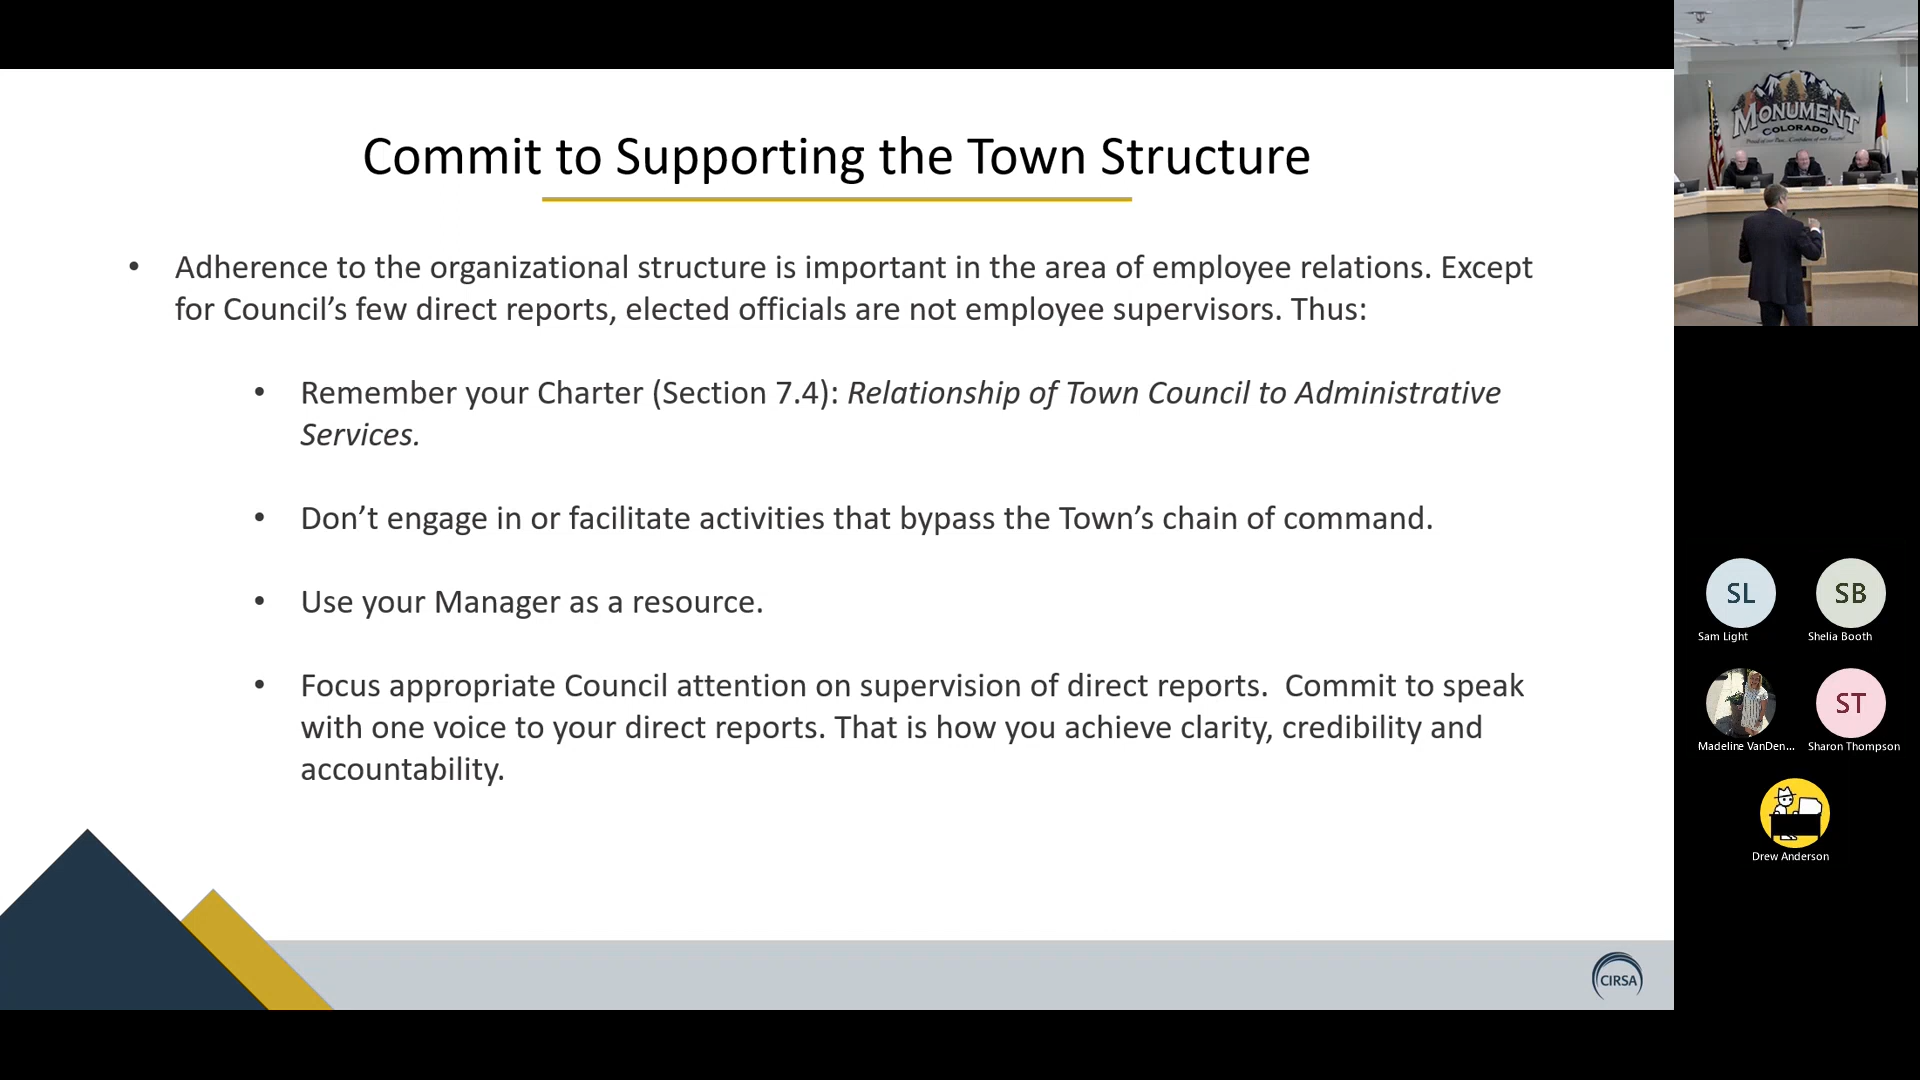 Commit to Supporting the Town Structure
• Adherence to the organizational structure is important in the area of employee relations. Except
for Council’s few direct reports, elected officials are not employee supervisors. Thus:
• Remember your Charter (Section 7.4): Relationship of Town Council to Administrative
Services.
• Don’t engage in or facilitate activities that bypass the Town’s chain of command.
• Use your Manager as a resource.
• Focus appropriate Council attention on supervision of direct reports.  Commit to speak
with one voice to your direct reports. That is how you achieve clarity, credibility and
accountability.
CIRSA
MONUMENT
COLORADO
SL
SB
Sam Light
Shelia Booth
ST
Madeline VanDen...
Sharon Thompson
Drew Anderson